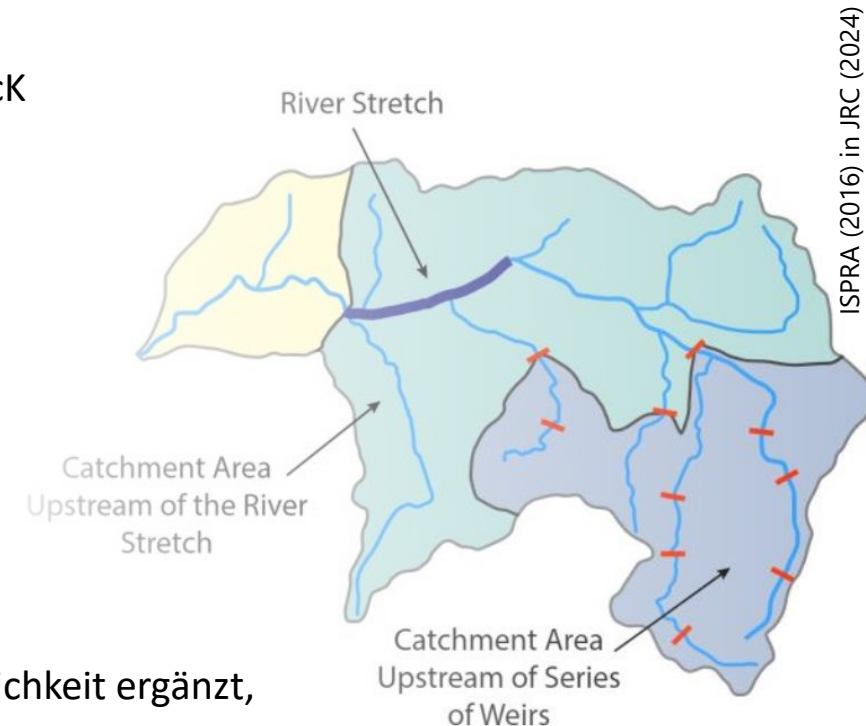 River Stretch
ISPRA (2016) in JRC (2024)
Catchment Area
Upstream of the River
Stretch
Catchment Area
Upstream of Series
of Weirs
ergänzt,